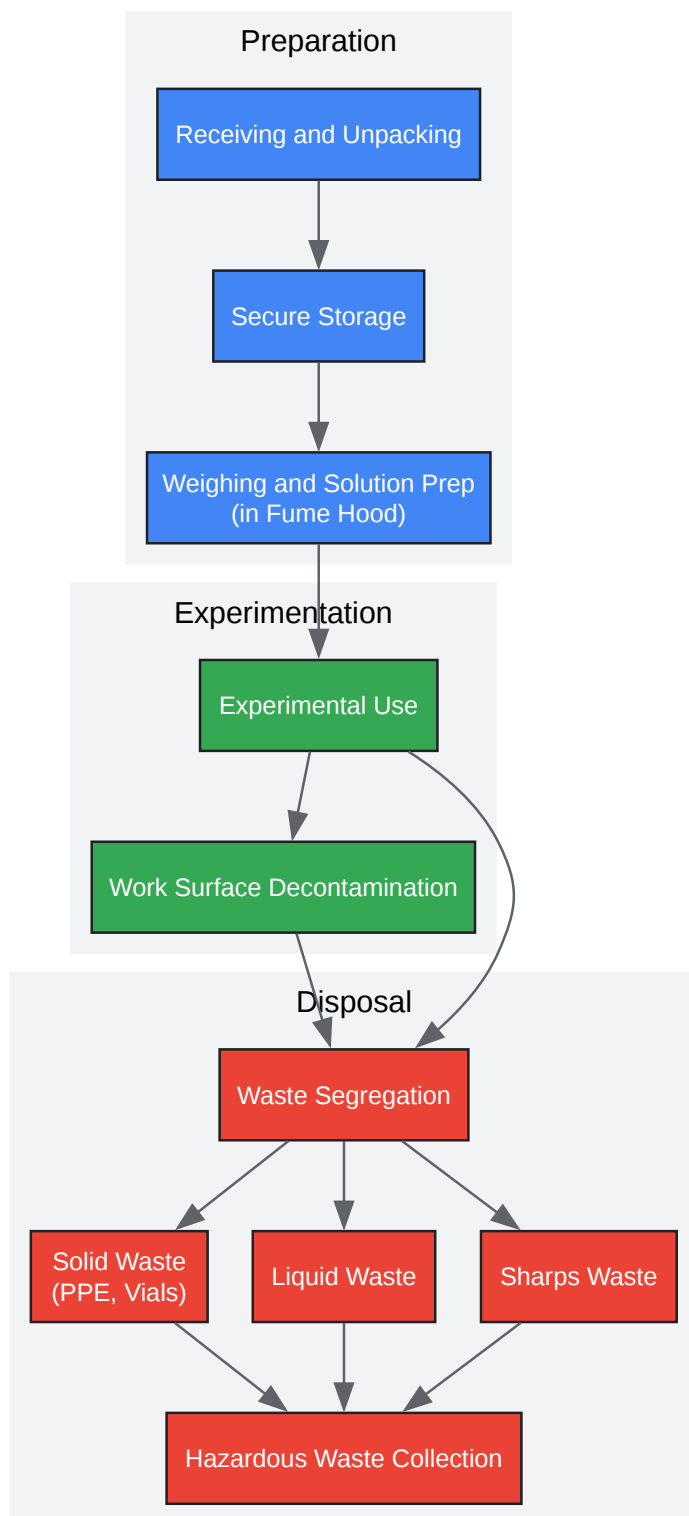 Preparation
Receiving and Unpacking
Secure Storage
Weighing and Solution Prep
(in Fume Hood)
Experimentation
Experimental Use
Work Surface Decontamination
Disposal
Waste Segregation
Solid Waste
(PPE, Vials)
Liquid Waste
Sharps Waste
Hazardous Waste Collection